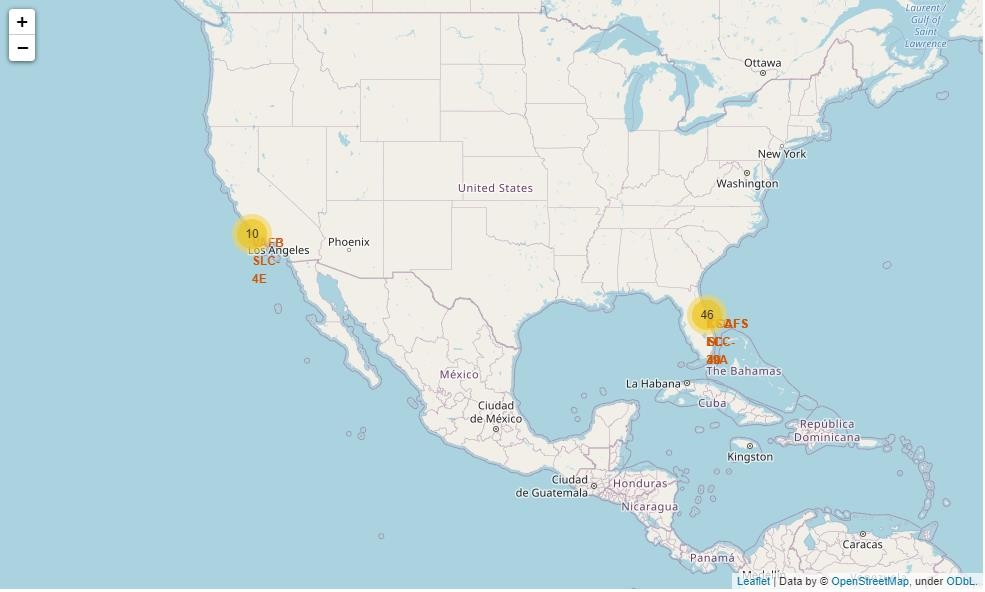 +
−
Laurent /
Gulf of
Saint
Lawrence
Ottawa
New York
Washington
United States
10
Los Angeles
SLC-
4E
Phoenix
46
The Bahamas
México
La Habana
Cuba
Ciudad
de México
República
Dominicana
Kingston
Ciudad
de Guatemala
Honduras
Nicaragua
Caracas
Panamá
Leaflet | Data by © OpenStreetMap, under ODbL.